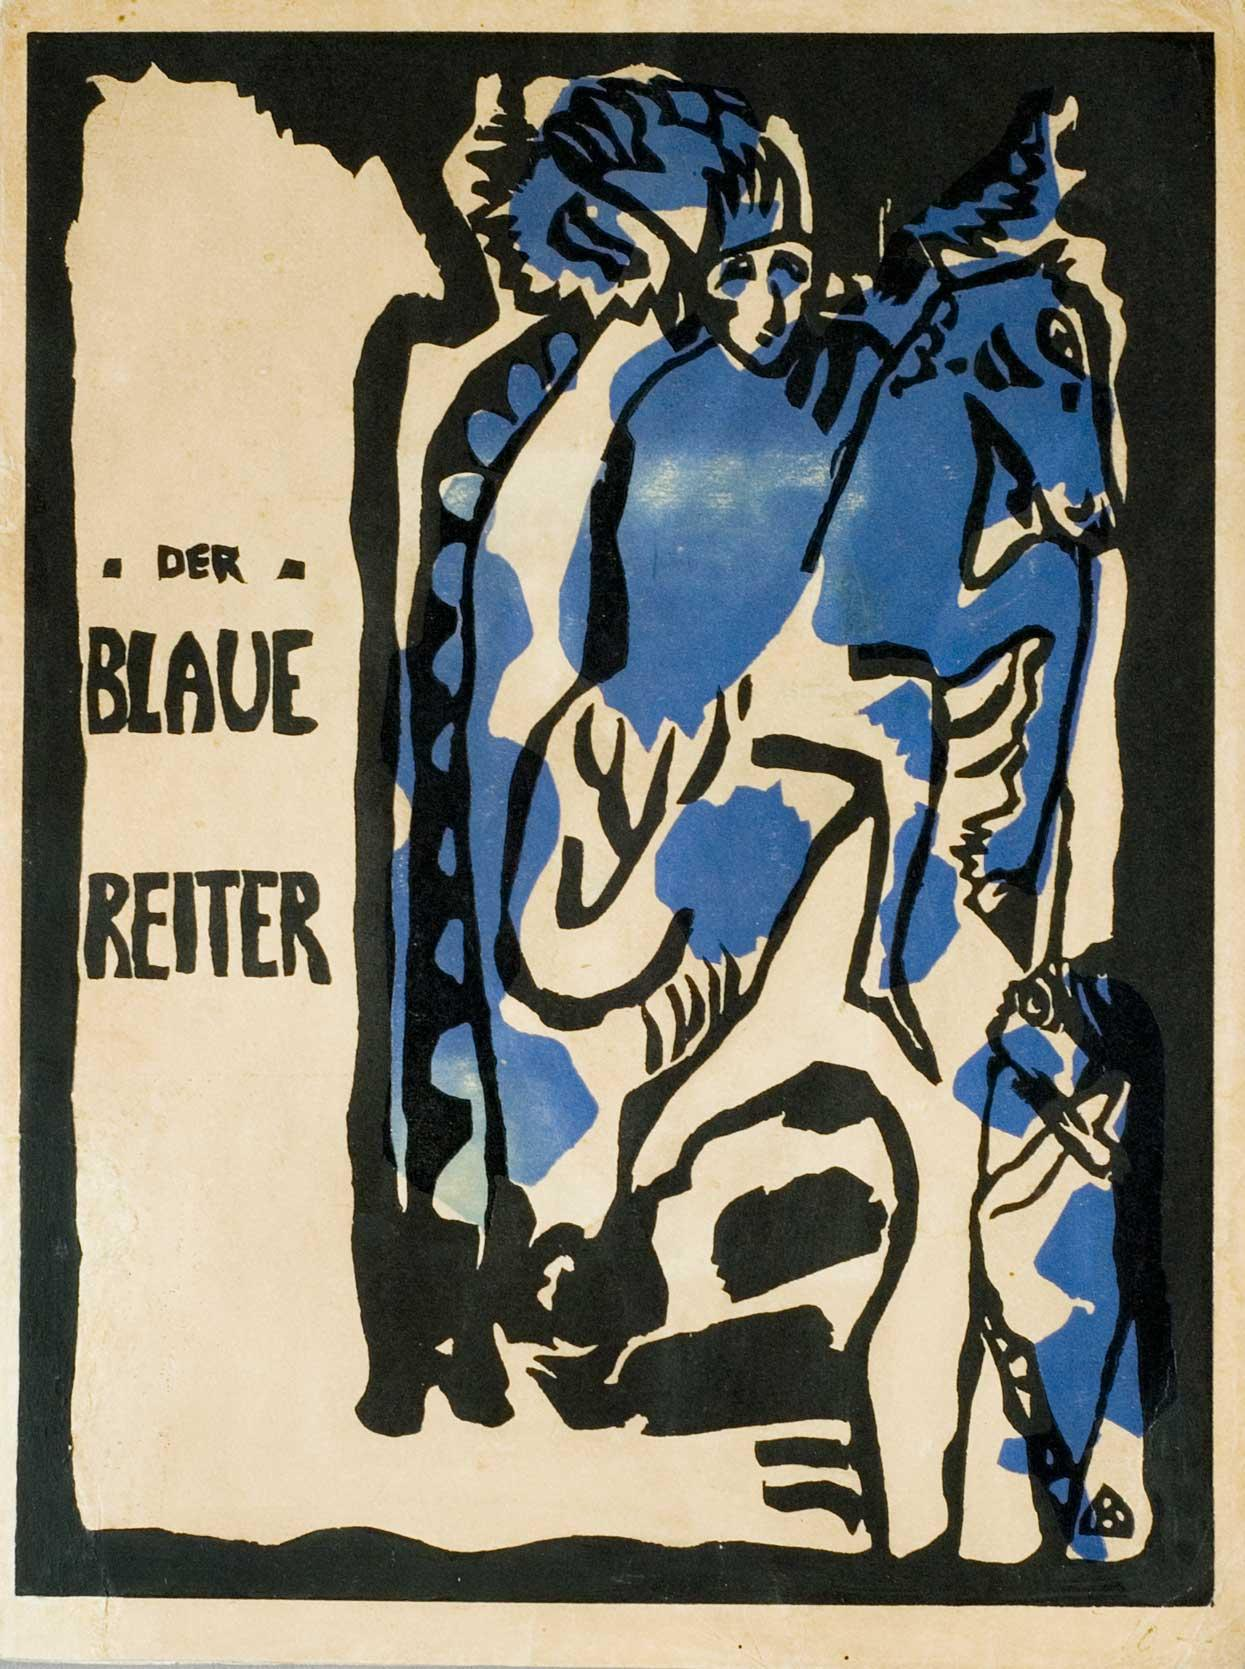 ▪ DER ▪
BLAUE
REITER